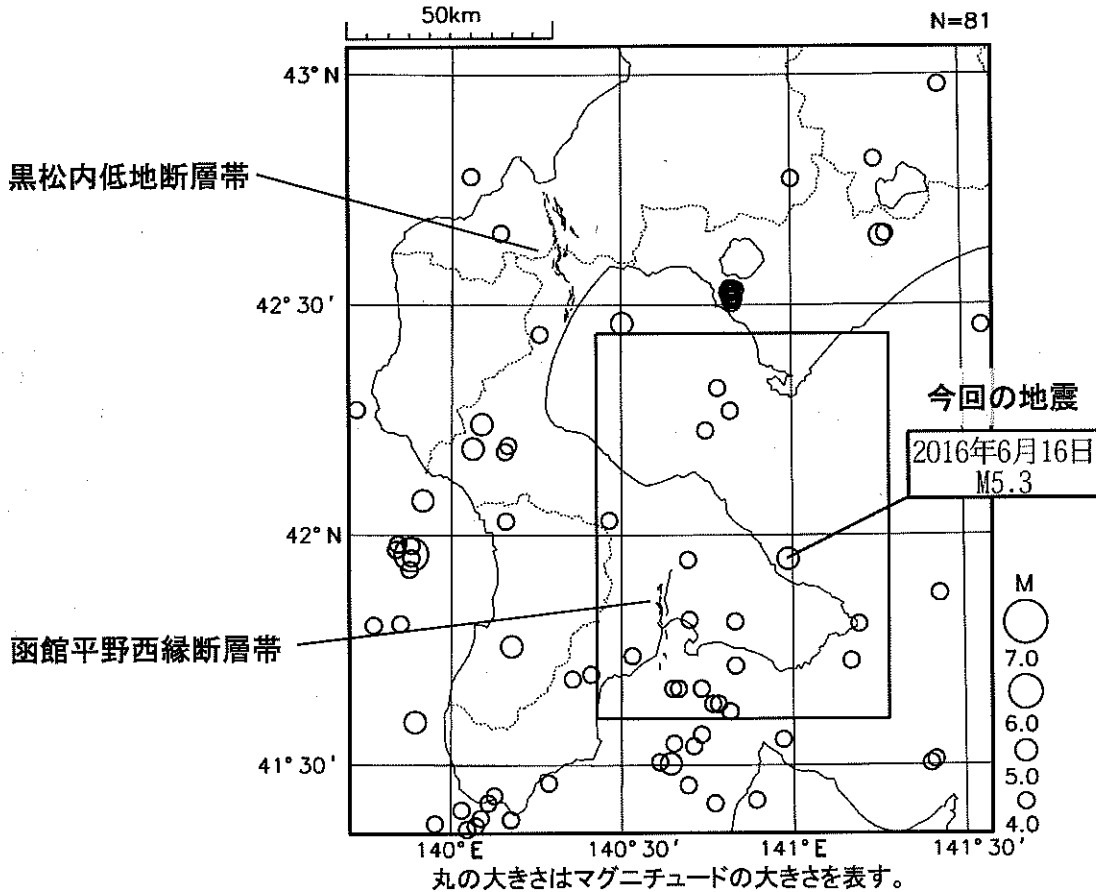 50km
N=81
43°N
黒松内低地断層帯
42°30'
今回の地震
2016年6月16日
M5.3
42°N
M
函館平野西縁断層帯
7.0
6.0
41°30'
5.0
4.0
140°E
140°30'
141°E
141°30'
丸の大きさはマグニチュードの大きさを表す。